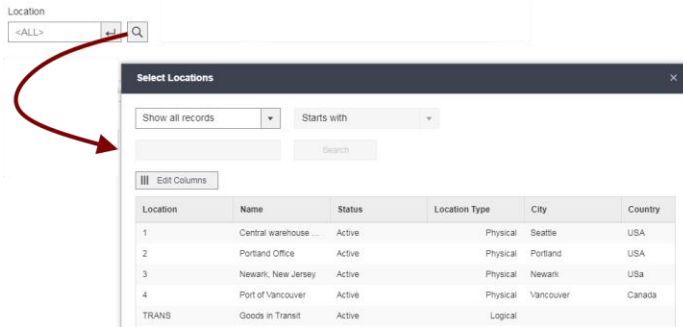 Location
<ALL>
Select Locations ×
Show all records Starts with
Search
Edit Columns
Location Name Status Location Type City Country
1 Central warehouse ... Active Physical Seattle USA
2 Portland Office Active Physical Portland USA
3 Newark, New Jersey Active Physical Newark USa
4 Port of Vancouver Active Physical Vancouver Canada
TRANS Goods in Transit Active Logical